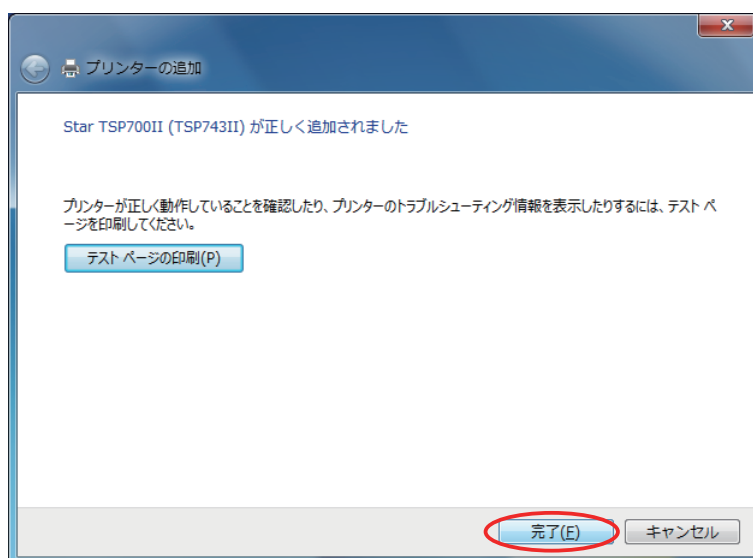 プリンターの追加
Star TSP700II (TSP743II) が正しく追加されました
プリンターが正しく動作していることを確認したり、プリンターのトラブルシューティング情報を表示したりするには、テスト ペ
ージを印刷してください。
テスト ページの印刷(P)
完了(F)
キャンセル